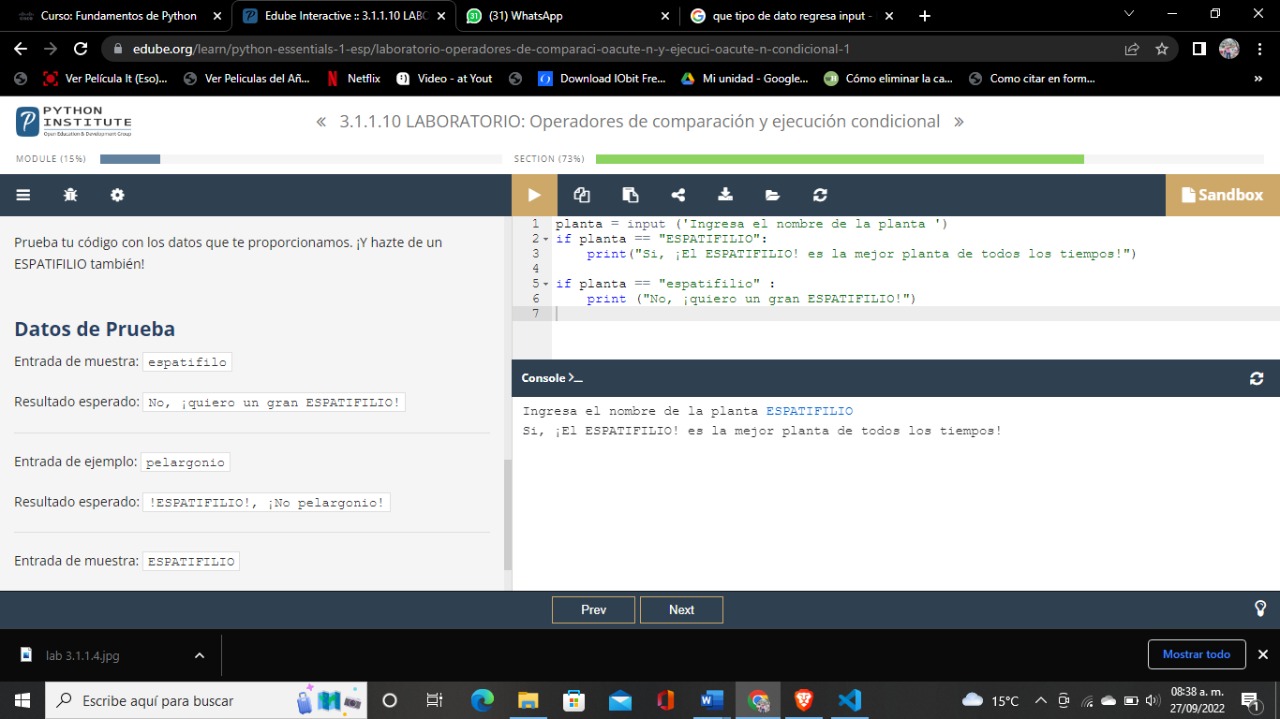 Curso: Fundamentos de Python
Edube Interactive :: 3.1.1.10 LABO
(31) WhatsApp
que tipo de dato regresa input -
edube.org/learn/python-essentials-1-esp/laboratorio-operadores-de-comparaci-oacute-n-y-ejecuci-oacute-n-condicional-1
Ver Película It (Eso)...
Ver Peliculas del Añ...
Netflix
Video - at Yout
Download IObit Fre...
Mi unidad - Google...
Cómo eliminar la ca...
Como citar en form...
»
PYTHON
INSTITUTE
Open Education & Development Group
« 3.1.1.10 LABORATORIO: Operadores de comparación y ejecución condicional »
MODULE (15%)
SECTION (73%)
Sandbox
Prueba tu código con los datos que te proporcionamos. ¡Y hazte de un
ESPATIFILIO también!
Datos de Prueba
Entrada de muestra: espatifilo
Resultado esperado: No, ¡quiero un gran ESPATIFILIO!
Entrada de ejemplo: pelargonio
Resultado esperado: !ESPATIFILIO!, ¡No pelargonio!
Entrada de muestra: ESPATIFILIO
1 planta = input ('Ingresa el nombre de la planta ')
2 if planta == "ESPATIFILIO":
3 print("Si, ¡El ESPATIFILIO! es la mejor planta de todos los tiempos!")
4
5 if planta == "espatifilio" :
6 print ("No, ¡quiero un gran ESPATIFILIO!")
7
Console >_
Ingresa el nombre de la planta ESPATIFILIO
Si, ¡El ESPATIFILIO! es la mejor planta de todos los tiempos!
Prev
Next
lab 3.1.1.4.jpg
Mostrar todo
Escribe aquí para buscar
15°C
08:38 a. m.
27/09/2022
1